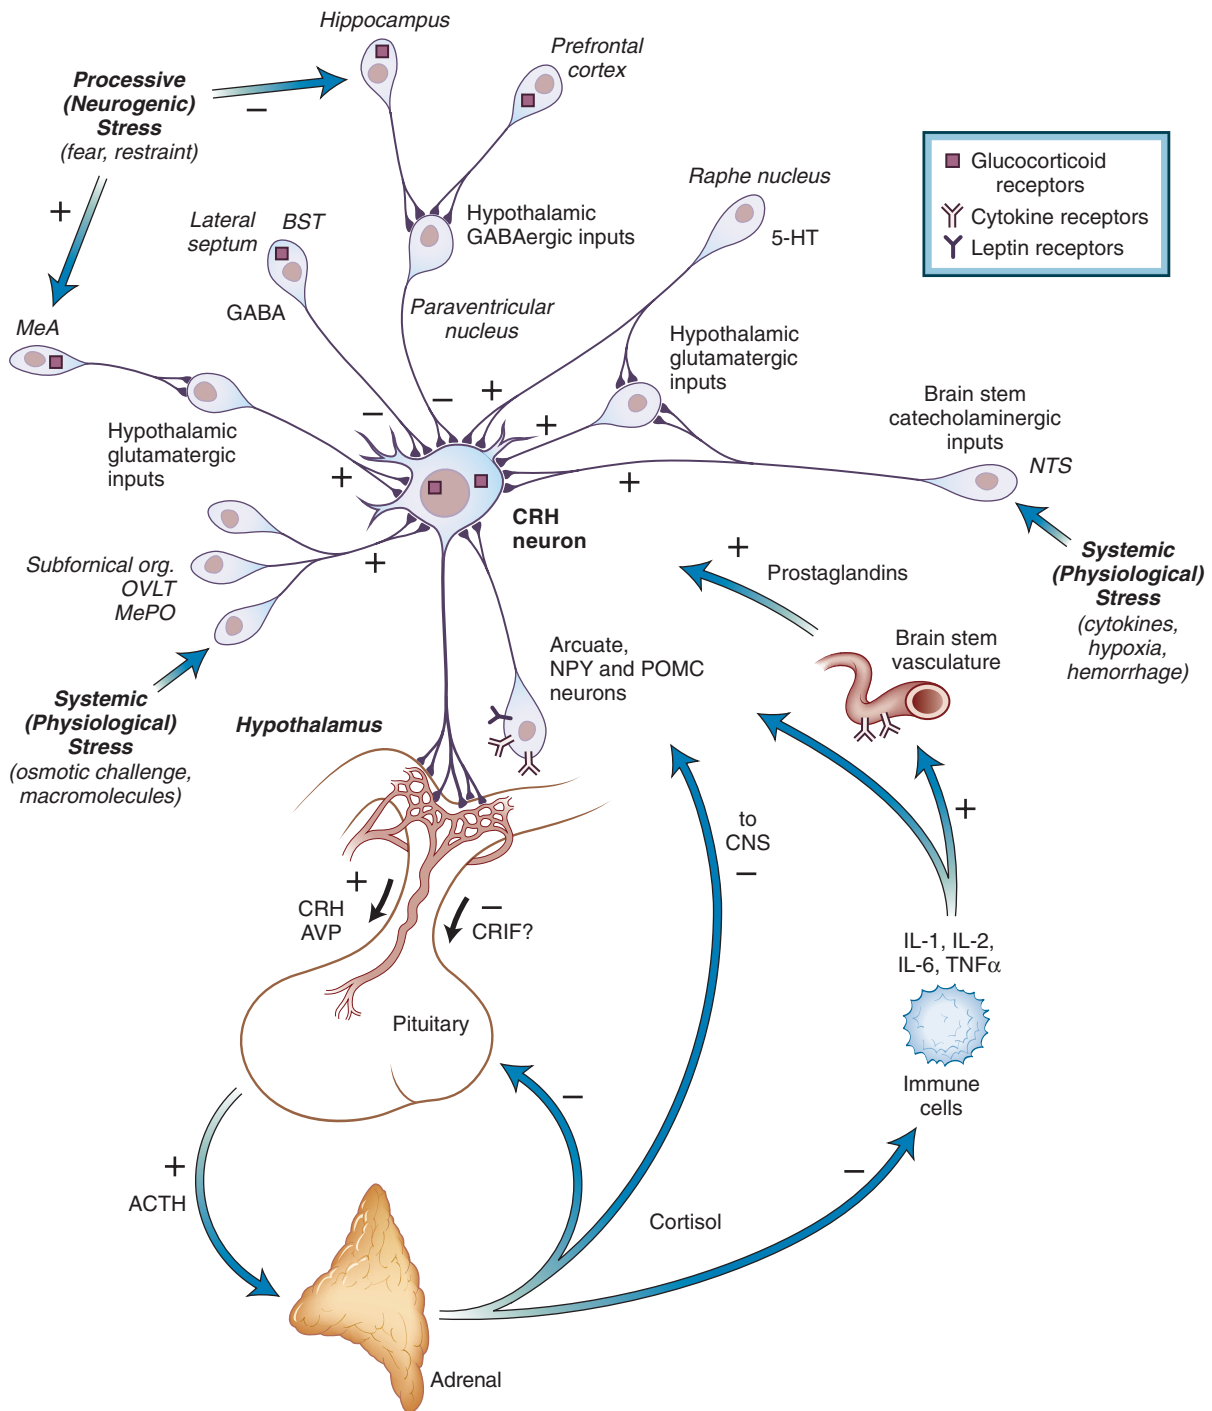 Hippocampus
Prefrontal
cortex
Processive
(Neurogenic)
Stress
(fear, restraint)
−
+
Glucocorticoid
receptors
Cytokine receptors
Leptin receptors
Raphe nucleus
5-HT
Hypothalamic
GABAergic inputs
Lateral
septum
BST
GABA
Paraventricular
nucleus
MeA
Hypothalamic
glutamatergic
inputs
Hypothalamic
glutamatergic
inputs
Brain stem
catecholaminergic
inputs
NTS
−
−
+
+
+
+
+
CRH
neuron
Subfornical org.
OVLT
MePO
Systemic
(Physiological)
Stress
(cytokines,
hypoxia,
hemorrhage)
+
Prostaglandins
Brain stem
vasculature
Arcuate,
NPY and POMC
neurons
Systemic
(Physiological)
Stress
(osmotic challenge,
macromolecules)
Hypothalamus
to
CNS
−
+
+
CRH
AVP
−
CRIF?
IL-1, IL-2,
IL-6, TNFα
Pituitary
Immune
cells
−
+
ACTH
−
Cortisol
Adrenal